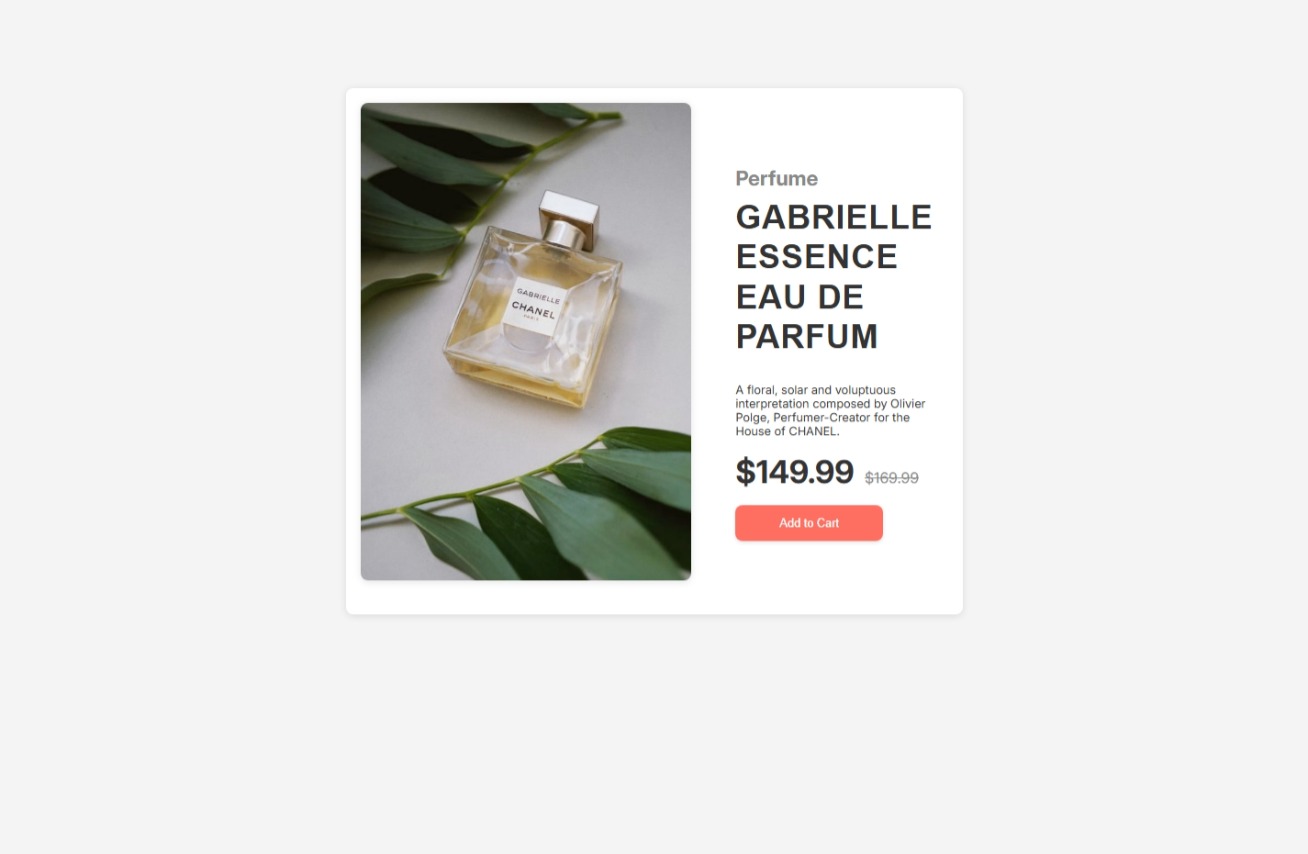 Perfume
GABRIELLE
ESSENCE
EAU DE
PARFUM
A floral, solar and voluptuous
interpretation composed by Olivier
Polge, Perfumer-Creator for the
House of CHANEL.
$149.99 $169.99
Add to Cart
GABRIELLE
CHANEL
PARIS